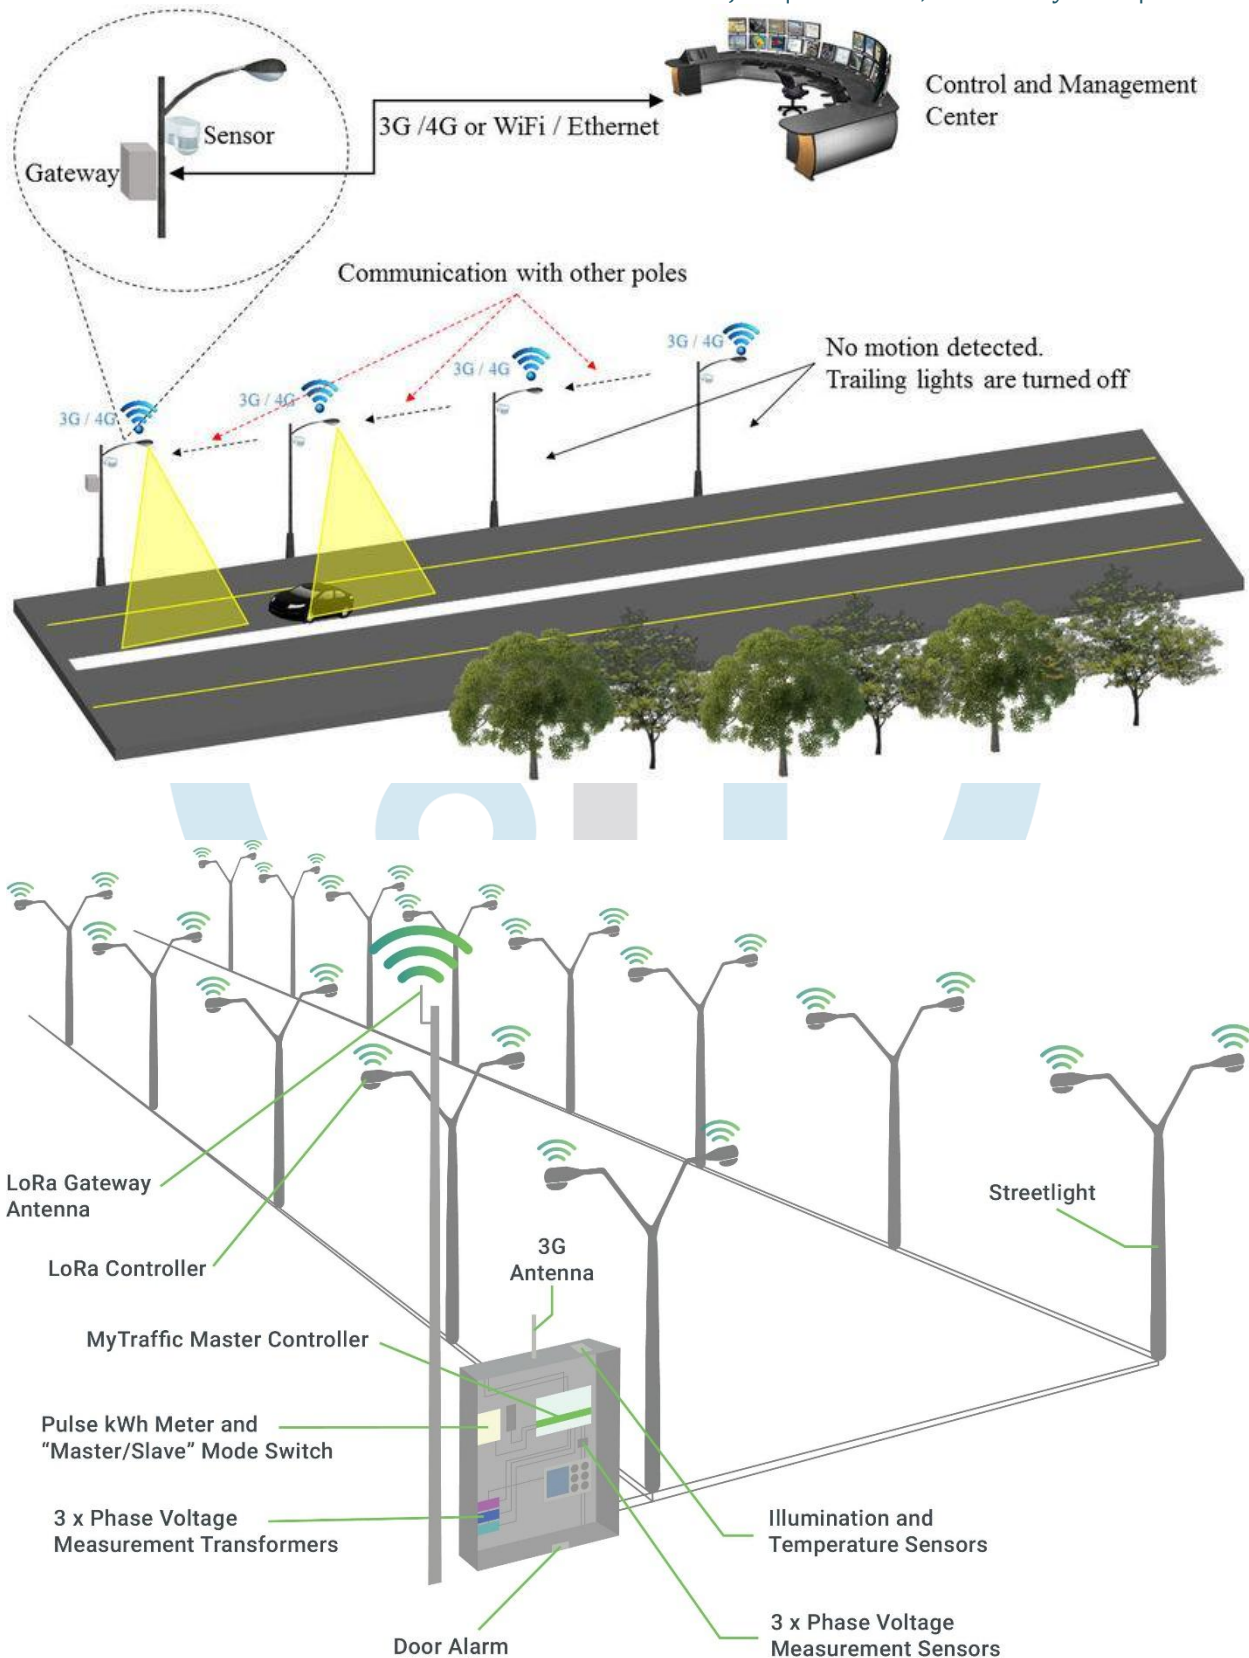 Control and Management
Center
3G /4G or WiFi / Ethernet
Sensor
Gateway
Communication with other poles
No motion detected.
Trailing lights are turned off
3G / 4G
3G / 4G
3G / 4G
3G / 4G
LoRa Gateway
Antenna
Streetlight
LoRa Controller
3G
Antenna
MyTraffic Master Controller
Pulse kWh Meter and
“Master/Slave” Mode Switch
3 x Phase Voltage
Measurement Transformers
Illumination and
Temperature Sensors
Door Alarm
3 x Phase Voltage
Measurement Sensors